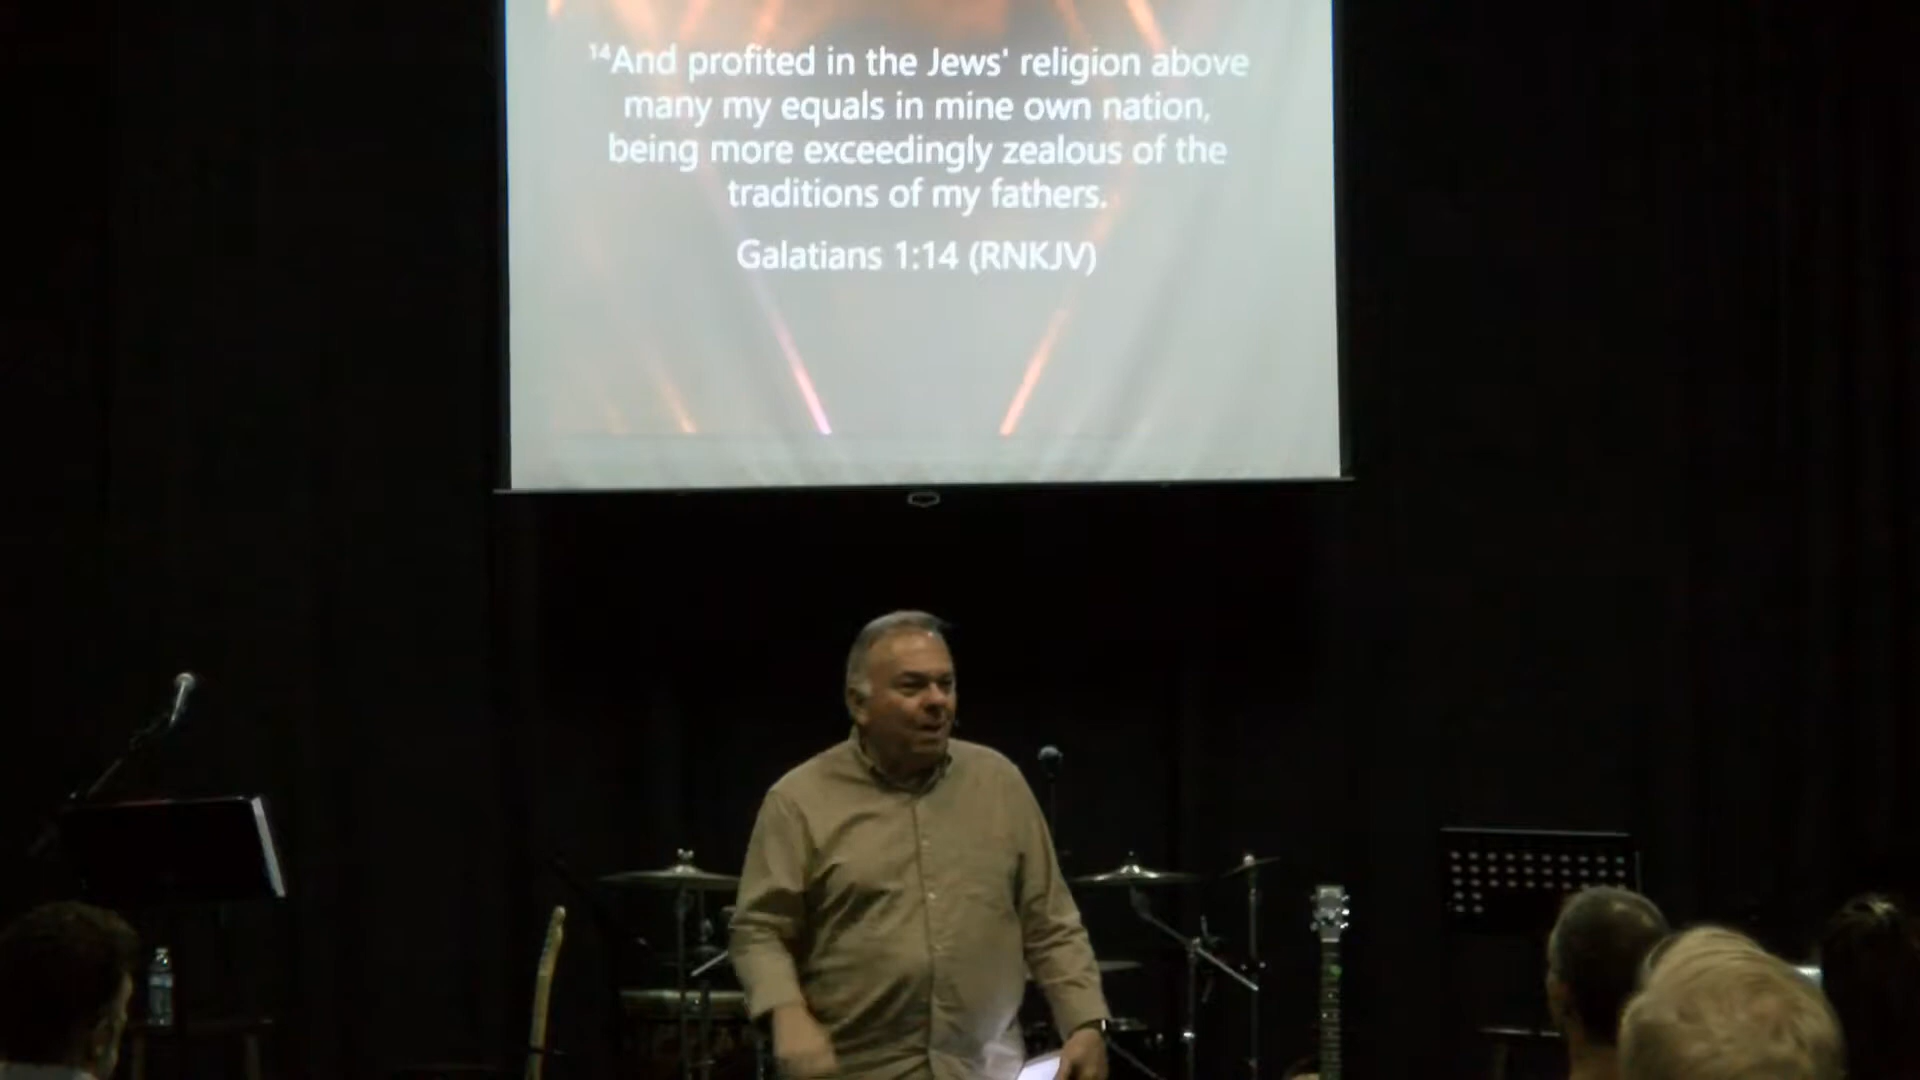 ¹⁴And profited in the Jews' religion above
many my equals in mine own nation,
being more exceedingly zealous of the
traditions of my fathers.
Galatians 1:14 (RNKJV)